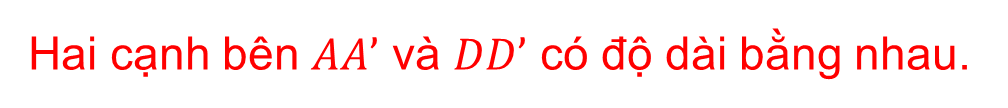 Hai cạnh bên 𝐴𝐴’ và 𝐷𝐷’ có độ dài bằng nhau.